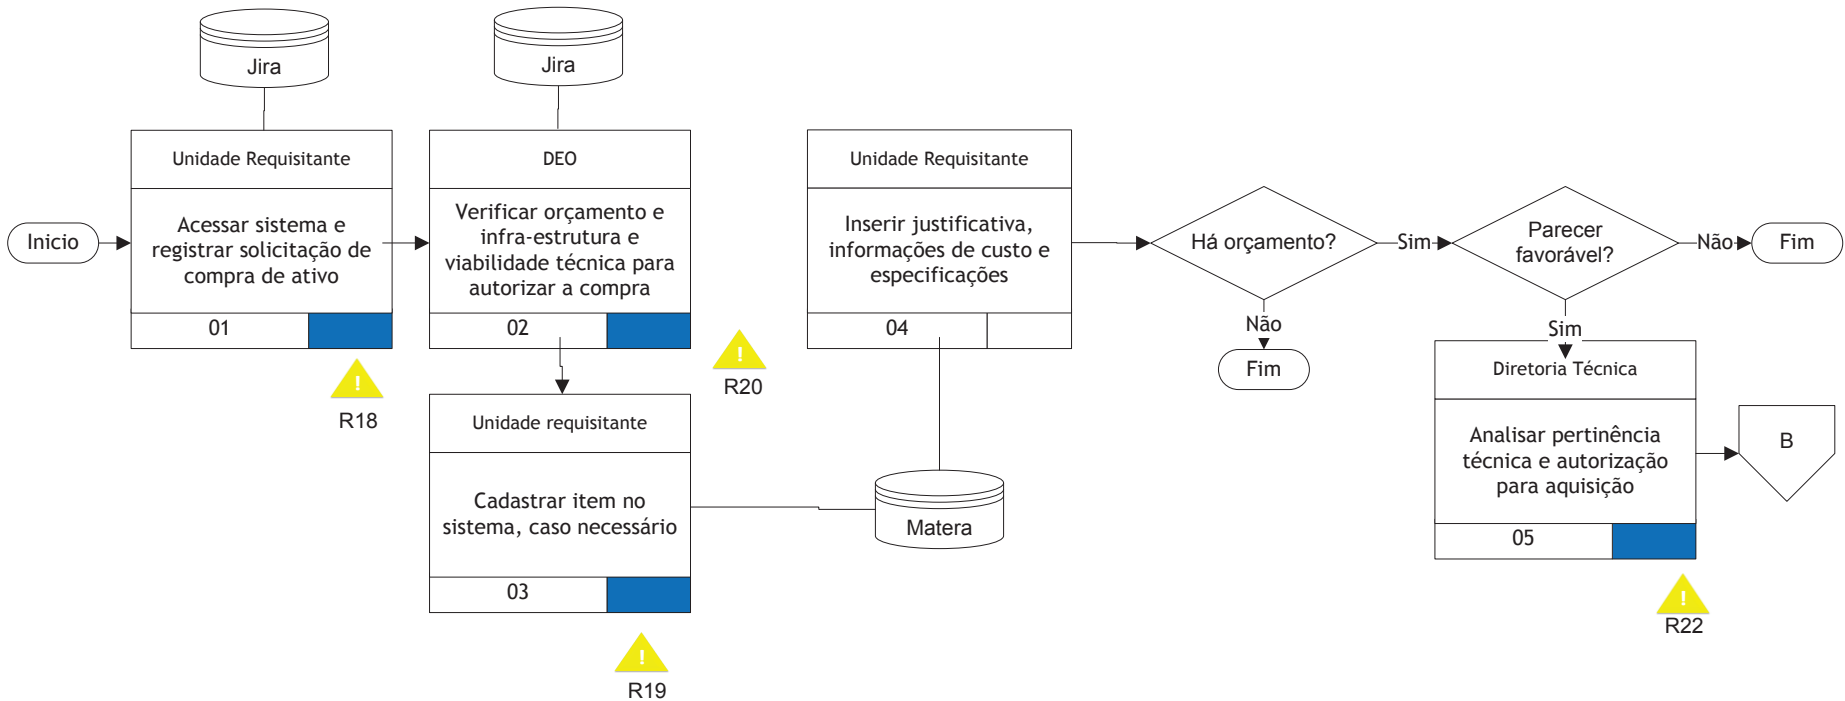 Jira
Jira
Unidade Requisitante
DEO
Unidade Requisitante
Inicio
Acessar sistema e
registrar solicitação de
compra de ativo
Verificar orçamento e
infra-estrutura e
viabilidade técnica para
autorizar a compra
Inserir justificativa,
informações de custo e
especificações
Há orçamento?
Sim
Parecer
favorável?
Não
Fim
01
02
04
Não
Fim
Sim
!
R18
!
R20
Unidade requisitante
Cadastrar item no
sistema, caso necessário
03
Matera
Diretoria Técnica
Analisar pertinência
técnica e autorização
para aquisição
05
B
!
R19
!
R22